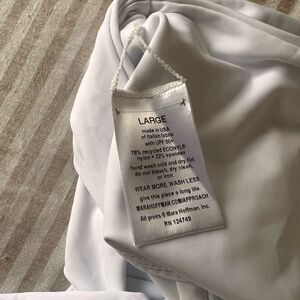 LARGE
made in USA
of Italian fabric
with UPF 50+
78% recycled ECONYL®
nylon + 22% spandex
hand wash cold and dry flat
do not bleach, dry clean,
or iron.
WEAR MORE, WASH LESS
give this piece a long life.
MARAHOFFMAN.COM/APPROACH
All prints ® Mara Hoffman, Inc.
RN 124749